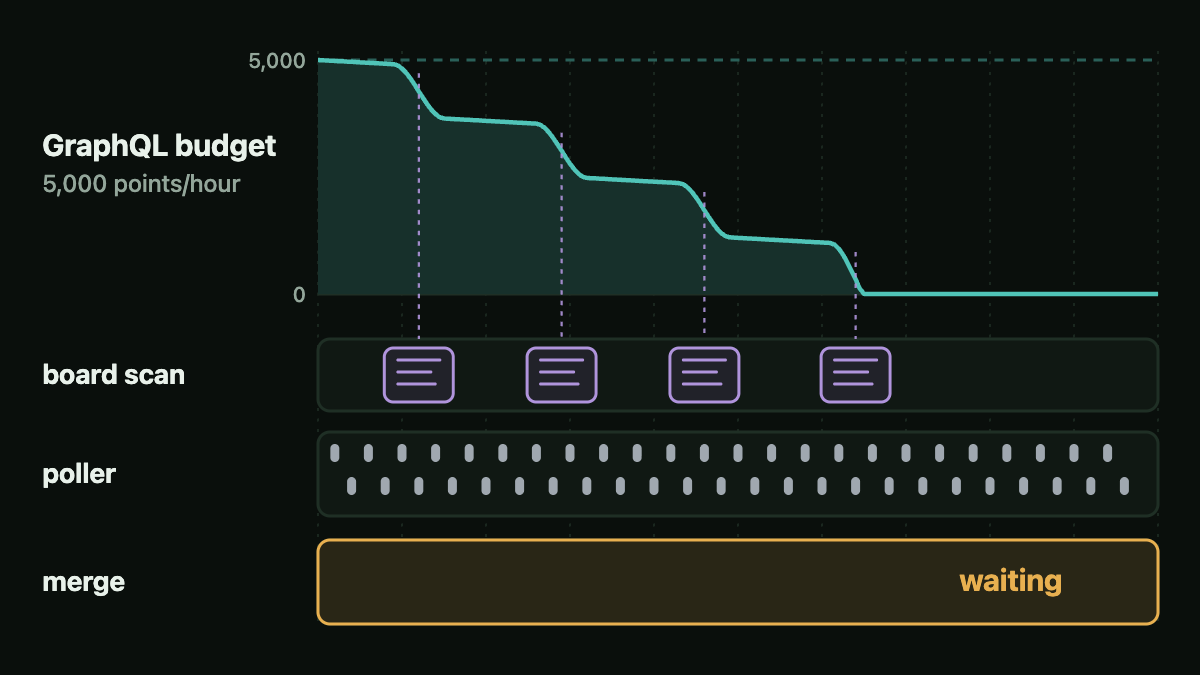 5,000
GraphQL budget
5,000 points/hour
0
board scan
poller
merge
waiting